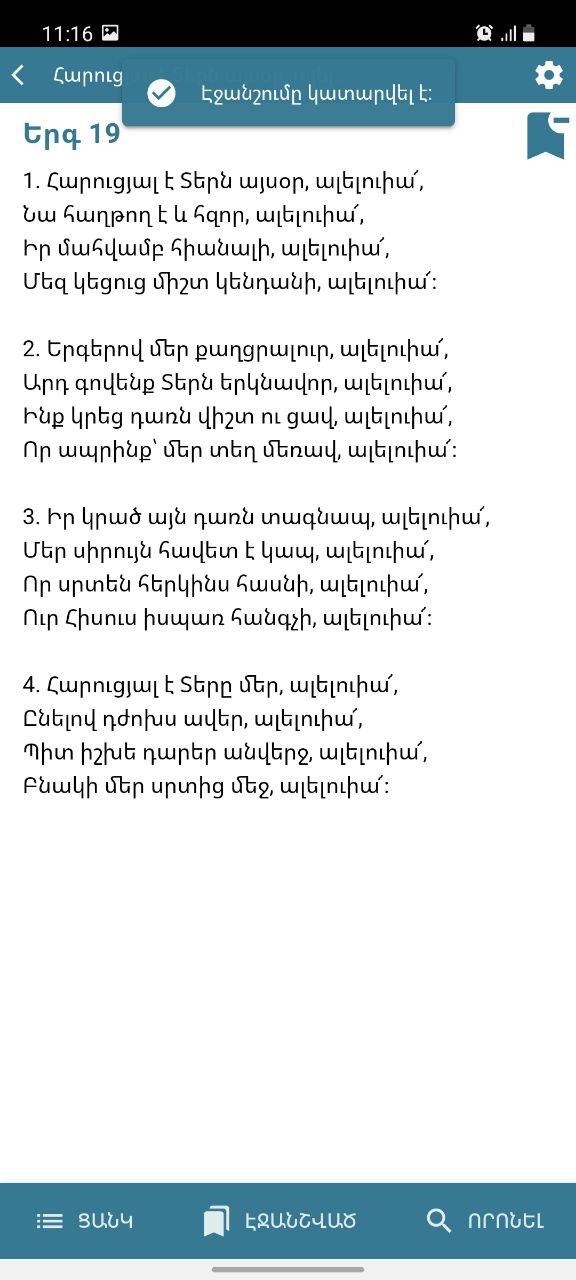 11:16
Հարուց
Էջանշումը կատարվել է:
Երգ 19
1. Հարուցյալ է Տերն այսօր, ալելուիա՜,
Նա հաղթող է և հզոր, ալելուիա՜,
Իր մահվամբ հիանալի, ալելուիա՜,
Մեզ կեցուց միշտ կենդանի, ալելուիա՜:
2. Երգերով մեր քաղցրալուր, ալելուիա՜,
Արդ գովենք Տերն երկնավոր, ալելուիա՜,
Ինք կրեց դառն վիշտ ու ցավ, ալելուիա՜,
Որ ապրինք՝ մեր տեղ մեռավ, ալելուիա՜:
3. Իր կրած այն դառն տագնապ, ալելուիա՜,
Մեր սիրույն հավետ է կապ, ալելուիա՜,
Որ սրտեն հերկինս հասնի, ալելուիա՜,
Ուր Հիսուս իսպառ հանգչի, ալելուիա՜:
4. Հարուցյալ է Տերը մեր, ալելուիա՜,
Ընելով դժոխս ավեր, ալելուիա՜,
Պիտ իշխե դարեր անվերջ, ալելուիա՜,
Բնակի մեր սրտից մեջ, ալելուիա՜:
ՑԱՆԿ
ԷՋԱՆՇՎԱԾ
ՈՐՈՆԵԼ